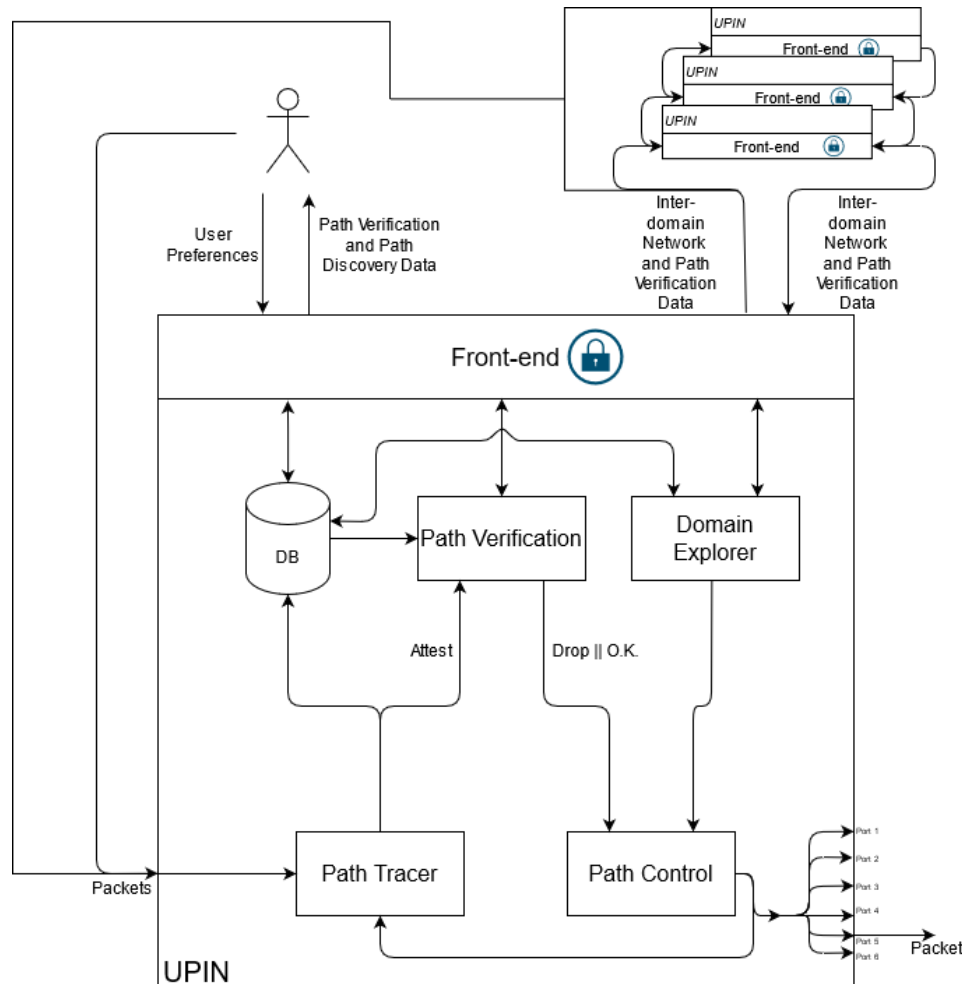 UPIN
Front-end
UPIN
Front-end
UPIN
Front-end
User
Preferences
Path Verification
and Path
Discovery Data
Inter-
domain
Network
and Path
Verification
Data
Inter-
domain
Network
and Path
Verification
Data
Front-end
DB
Path Verification
Domain
Explorer
Attest
Drop || O.K.
Path Tracer
Path Control
Packets
Port 1
Port 2
Port 3
Port 4
Port 5
Port 6
Packet
UPIN